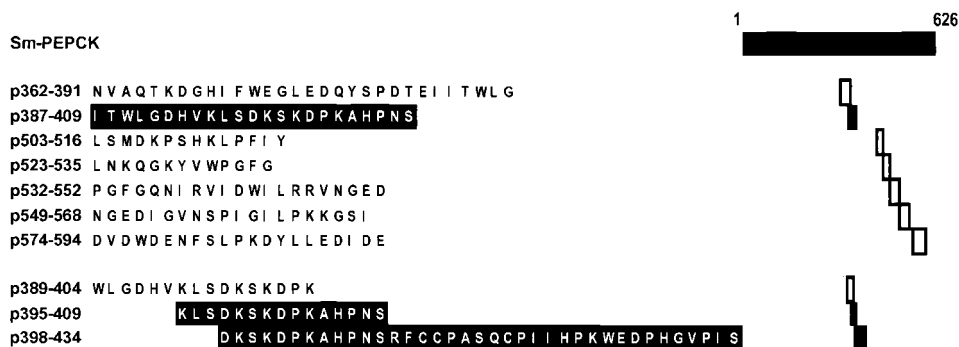 1 626
Sm-PEPCK
p362-391 N V A Q T K D G H I F W E G L E D Q Y S P D T E I I T W L G
p387-409 I T W L G D H V K L S D K S K D P K A H P N S
p503-516 L S M D K P S H K L P F I Y
p523-535 L N K Q G K Y V W P G F G
p532-552 P G F G Q N I R V I D W I L R R V N G E D
p549-568 N G E D I G V N S P I G I L P K K G S I
p574-594 D V D W D E N F S L P K D Y L L E D I D E
p389-404 W L G D H V K L S D K S K D P K
p395-409 K L S D K S K D P K A H P N S
p398-434 D K S K D P K A H P N S R F C C P A S Q C P I I H P K W E D P H G V P I S